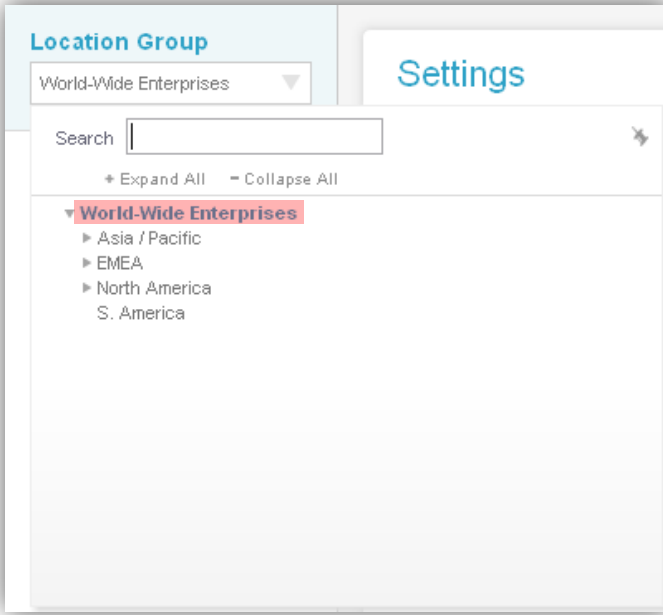 Location Group
World-Wide Enterprises
Settings
Search
+ Expand All - Collapse All
World-Wide Enterprises
Asia / Pacific
EMEA
North America
S. America